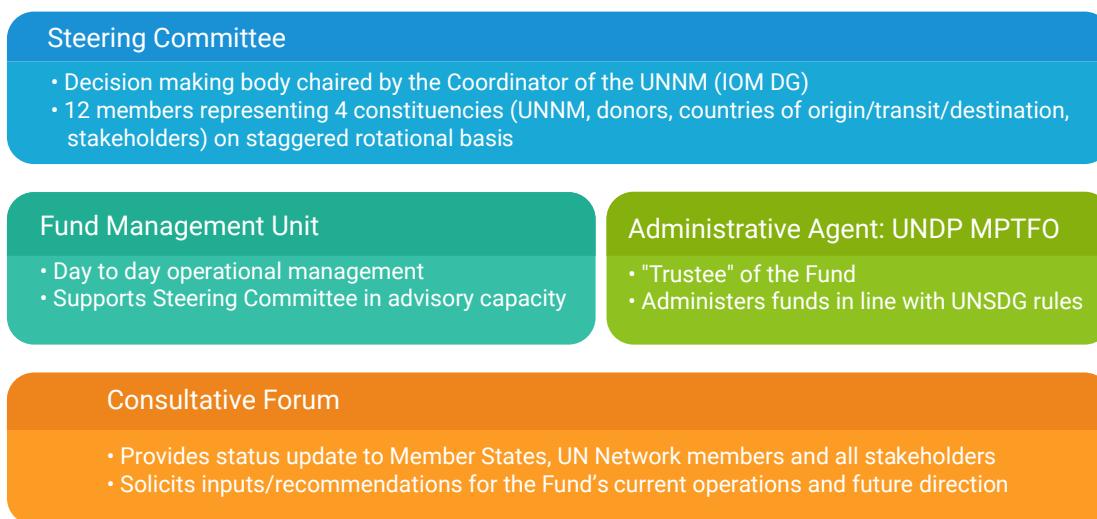 Steering Committee
• Decision making body chaired by the Coordinator of the UNNM (IOM DG)
• 12 members representing 4 constituencies (UNNM, donors, countries of origin/transit/destination,
stakeholders) on staggered rotational basis
Fund Management Unit
• Day to day operational management
• Supports Steering Committee in advisory capacity
Administrative Agent: UNDP MPTFO
• "Trustee" of the Fund
• Administers funds in line with UNSDG rules
Consultative Forum
• Provides status update to Member States, UN Network members and all stakeholders
• Solicits inputs/recommendations for the Fund’s current operations and future direction